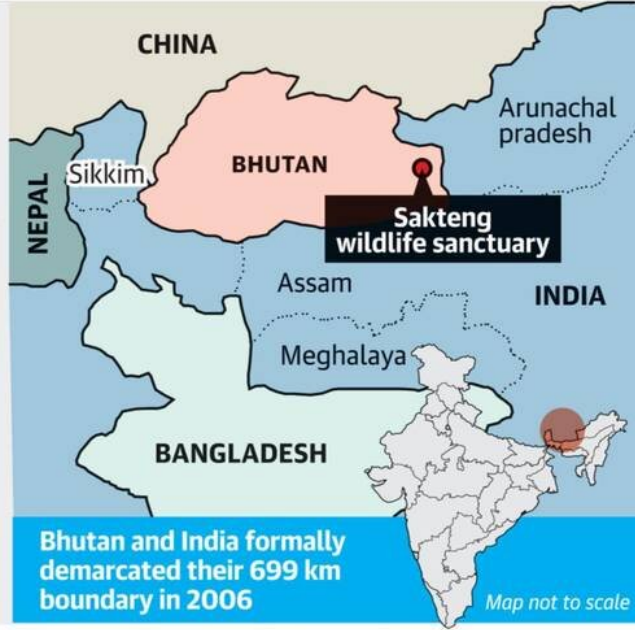 CHINA
Arunachal
pradesh
BHUTAN
Sikkim
NEPAL
Sakteng
wildlife sanctuary
Assam
INDIA
Meghalaya
BANGLADESH
Bhutan and India formally
demarcated their 699 km
boundary in 2006
Map not to scale